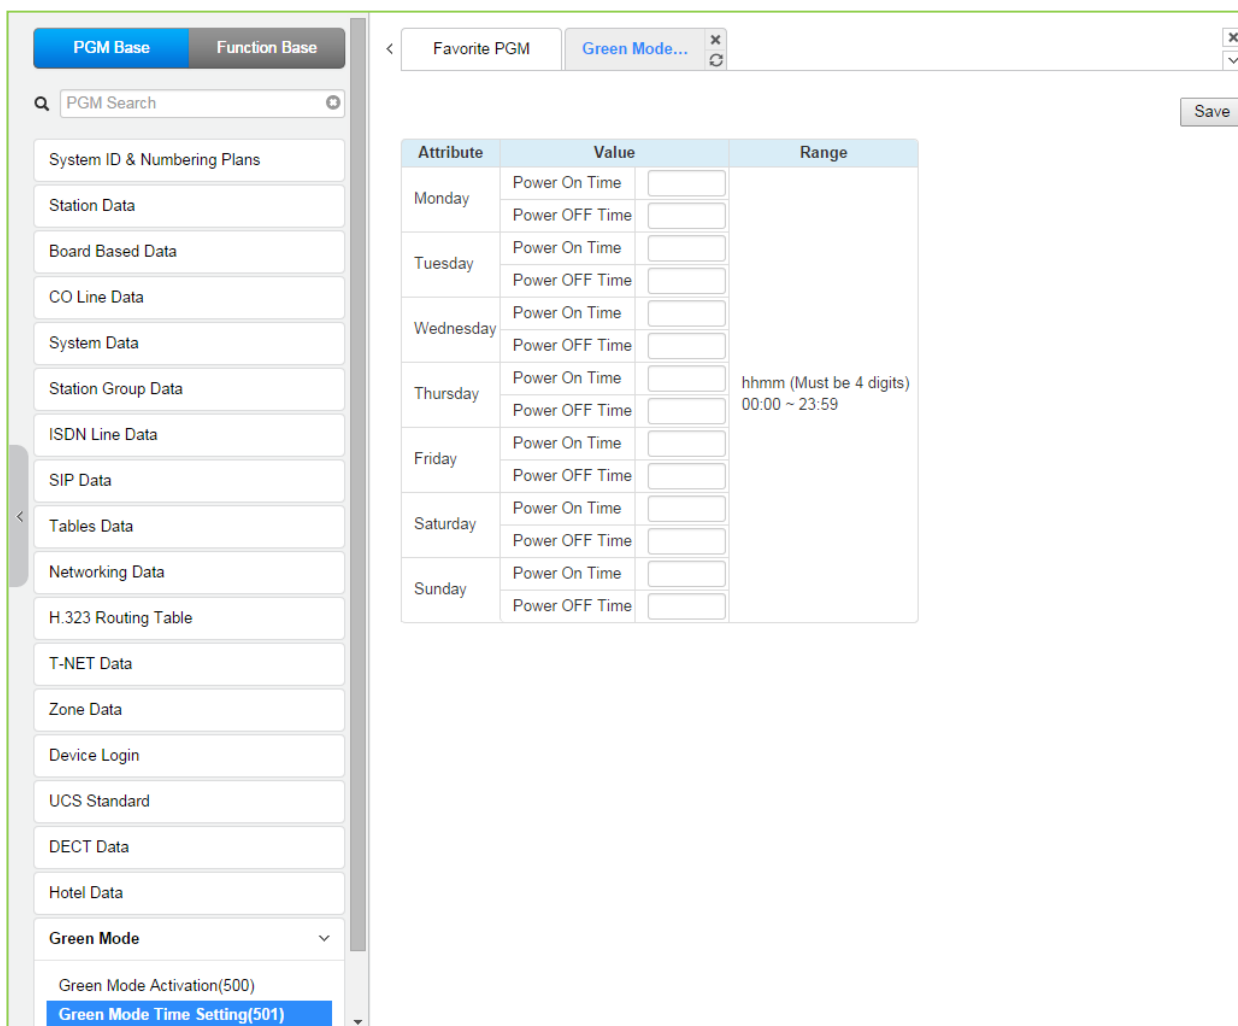 PGM Base Function Base
PGM Search
System ID & Numbering Plans
Station Data
Board Based Data
CO Line Data
System Data
Station Group Data
ISDN Line Data
SIP Data
Tables Data
Networking Data
H.323 Routing Table
T-NET Data
Zone Data
Device Login
UCS Standard
DECT Data
Hotel Data
Green Mode
Green Mode Activation(500)
Green Mode Time Setting(501)
Favorite PGM Green Mode...
Save
Attribute Value Range
Monday Power On Time
Power OFF Time
Tuesday Power On Time
Power OFF Time
Wednesday Power On Time
Power OFF Time
Thursday Power On Time
Power OFF Time
Friday Power On Time
Power OFF Time
Saturday Power On Time
Power OFF Time
Sunday Power On Time
Power OFF Time
hhmm (Must be 4 digits)
00:00 ~ 23:59